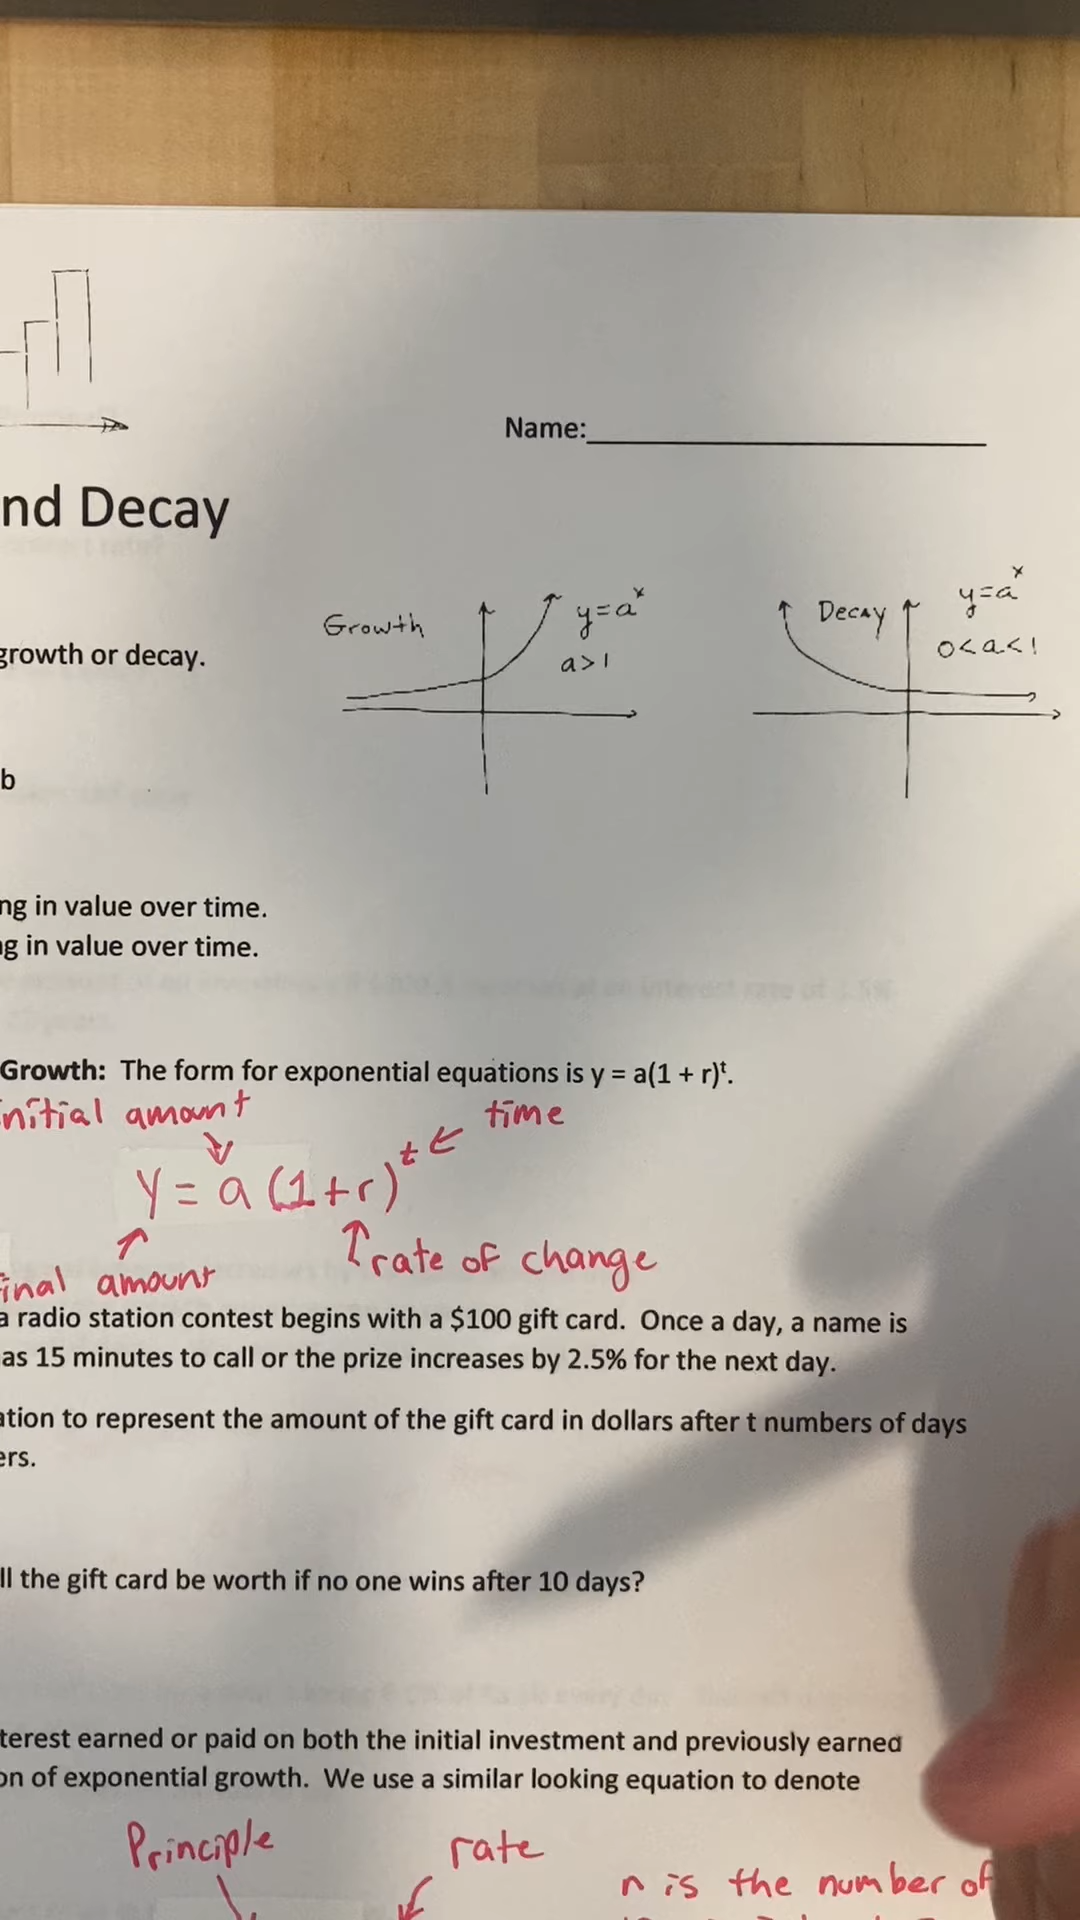 Name:
nd Decay
Growth
y=a^x
a>1
Decay
y=a^x
0<a<1
growth or decay.
b
ng in value over time.
g in value over time.
Growth: The form for exponential equations is y = a(1 + r)^t.
initial amount
time
y = a (1+r)^t
rate of change
inal amount
a radio station contest begins with a $100 gift card. Once a day, a name is
as 15 minutes to call or the prize increases by 2.5% for the next day.
ation to represent the amount of the gift card in dollars after t numbers of days
ers.
ll the gift card be worth if no one wins after 10 days?
terest earned or paid on both the initial investment and previously earned
on of exponential growth. We use a similar looking equation to denote
Principle
rate
n is the number of